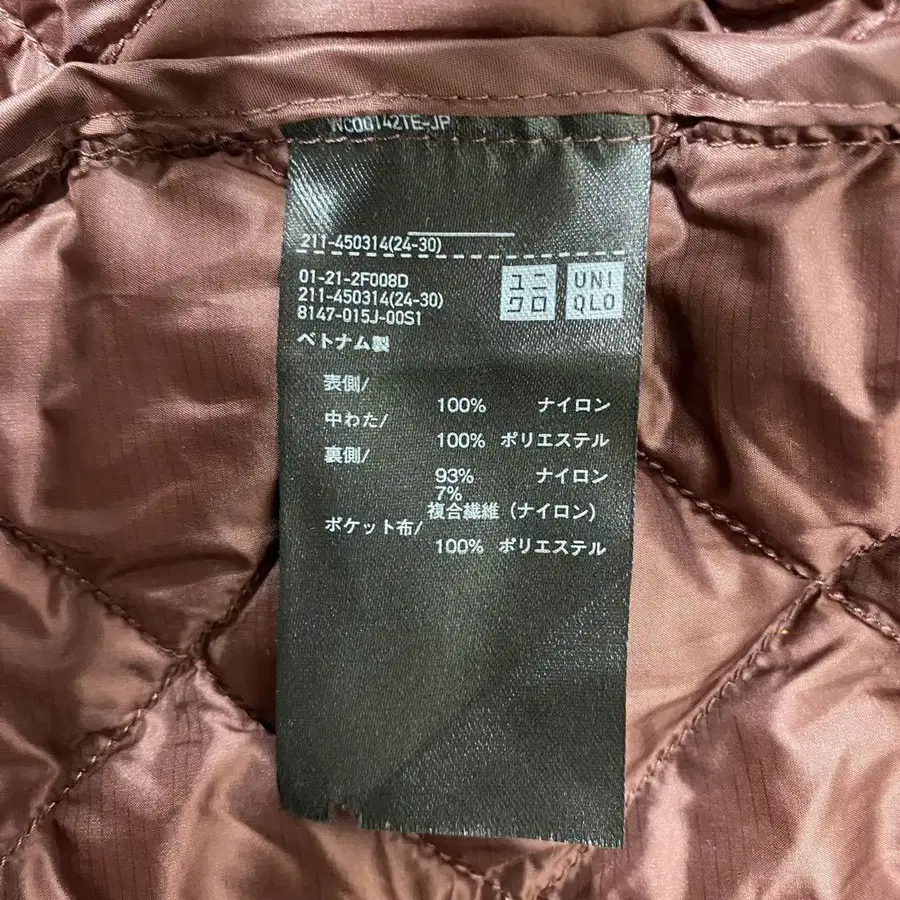 WC001421E-JP
211-450314(24-30)
01-21-2F008D
211-450314(24-30)
8147-015J-00S1
ユニクロ
UNIQLO
ベトナム製
表側/
100% ナイロン
中わた/
100% ポリエステル
裏側/
93% ナイロン
7%
複合繊維 (ナイロン)
ポケット布/
100% ポリエステル